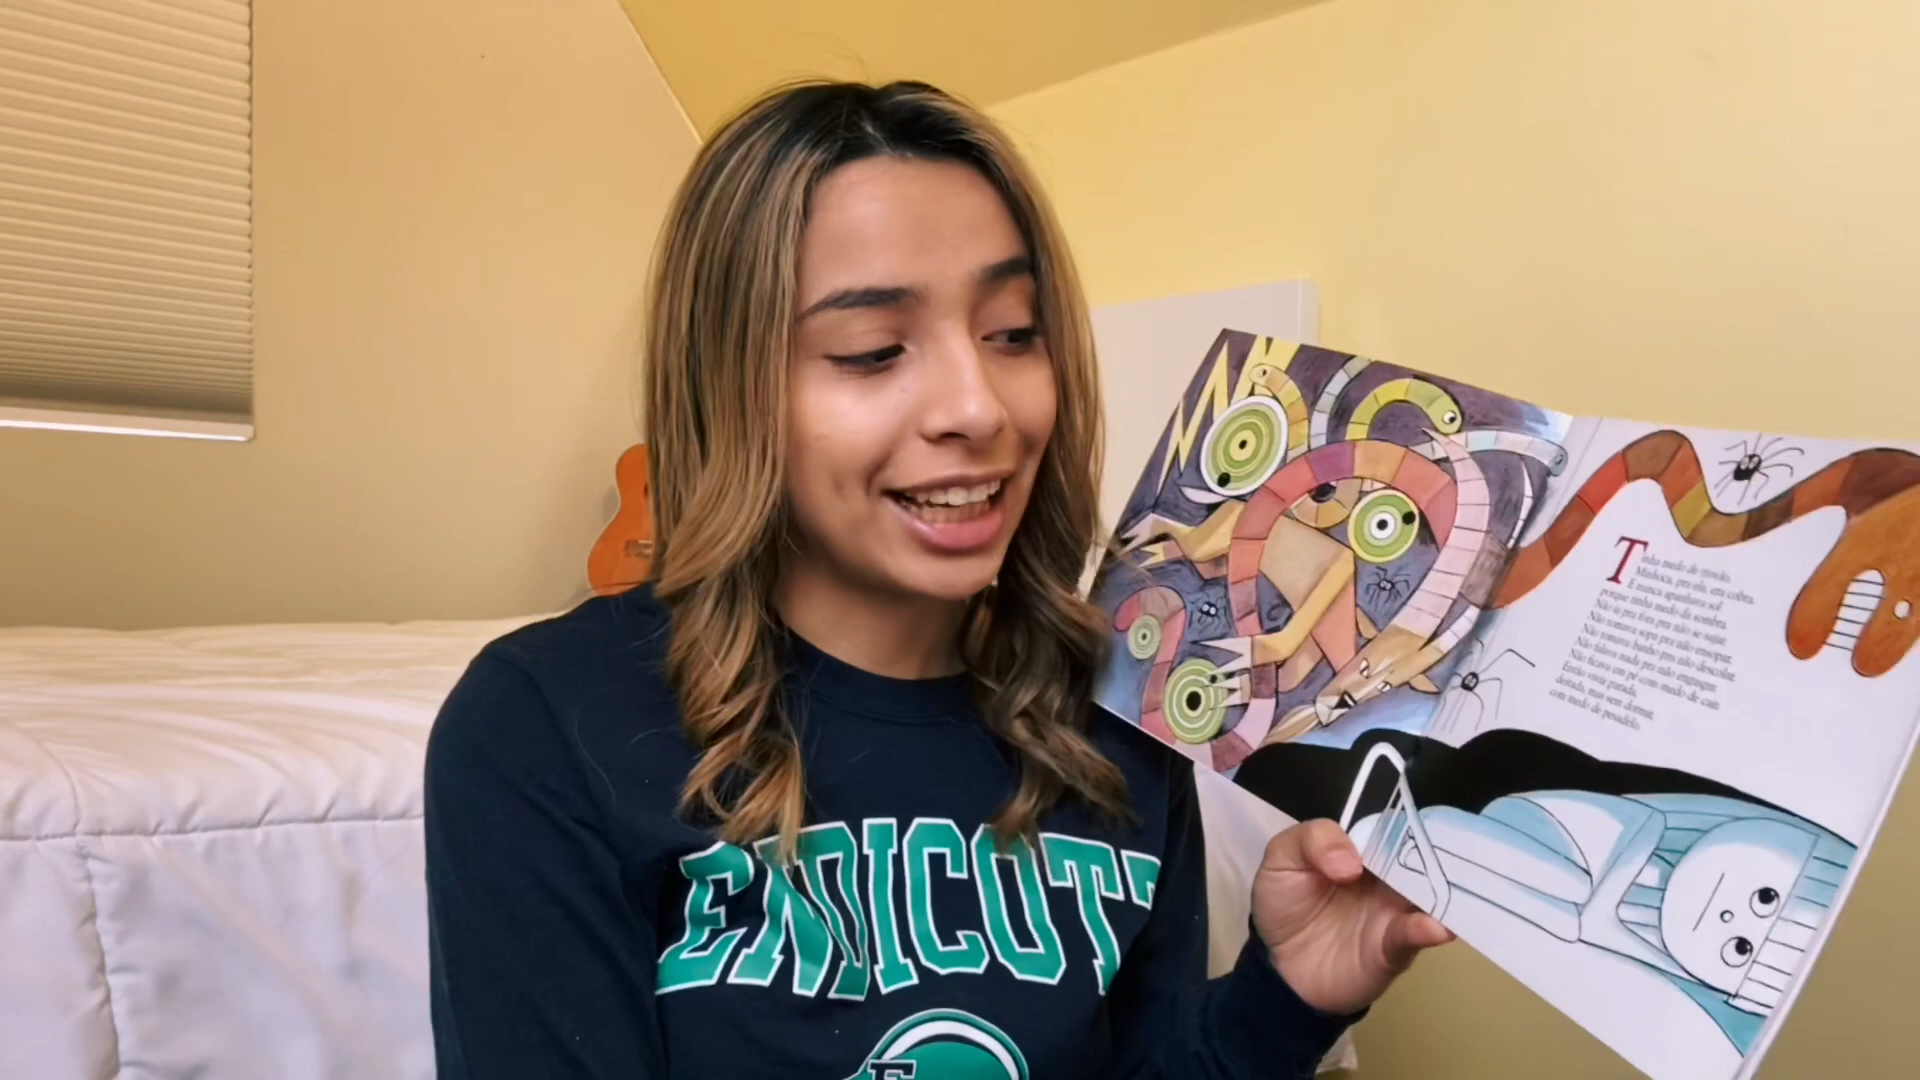 ENDICOTT
E
Tinha medo de trovão.
Minhoca, pra ela, era cobra.
E nunca apanhava sol
porque tinha medo da sombra.
Não ia pra fora pra não se sujar.
Não tomava sopa pra não ensopar.
Não tomava banho pra não descolar.
Não falava nada pra não engasgar.
Não ficava em pé com medo de cair.
Então vivia parada,
deitada, mas sem dormir,
com medo de pesadelo.